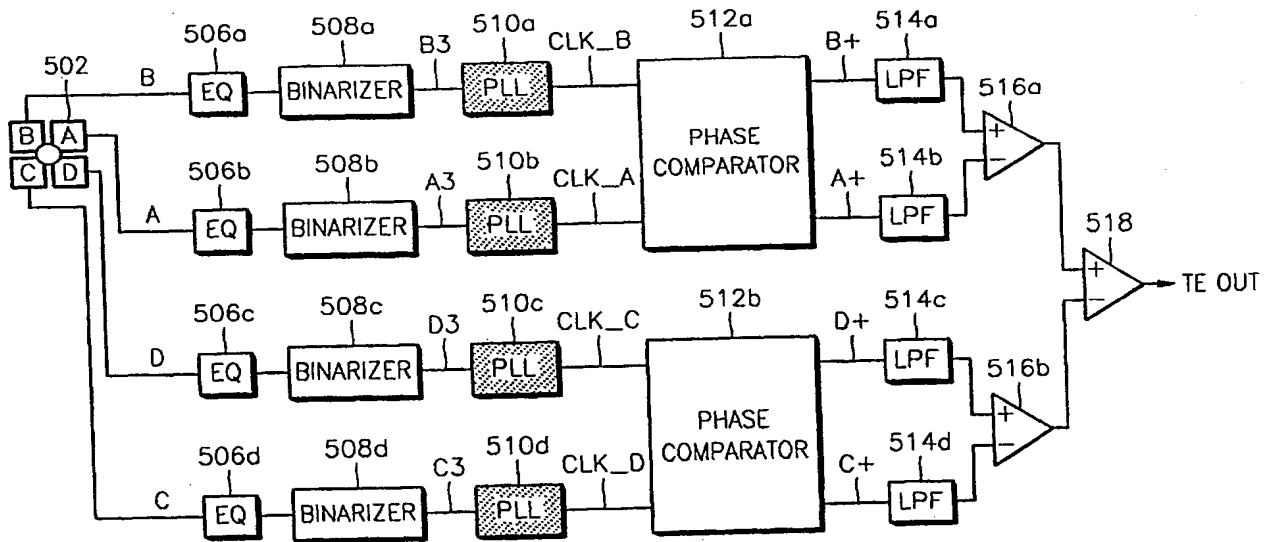 506a 508a 510a 512a 514a
502 B B3 CLK_B B+
EQ BINARIZER PLL LPF 516a
B A + −
C D PHASE COMPARATOR
506b 508b 510b 514b
A A3 CLK_A A+
EQ BINARIZER PLL LPF 518
+ − TE OUT
506c 508c 510c 512b 514c
D D3 CLK_C D+
EQ BINARIZER PLL LPF 516b
+ −
PHASE COMPARATOR
506d 508d 510d 514d
C C3 CLK_D C+
EQ BINARIZER PLL LPF